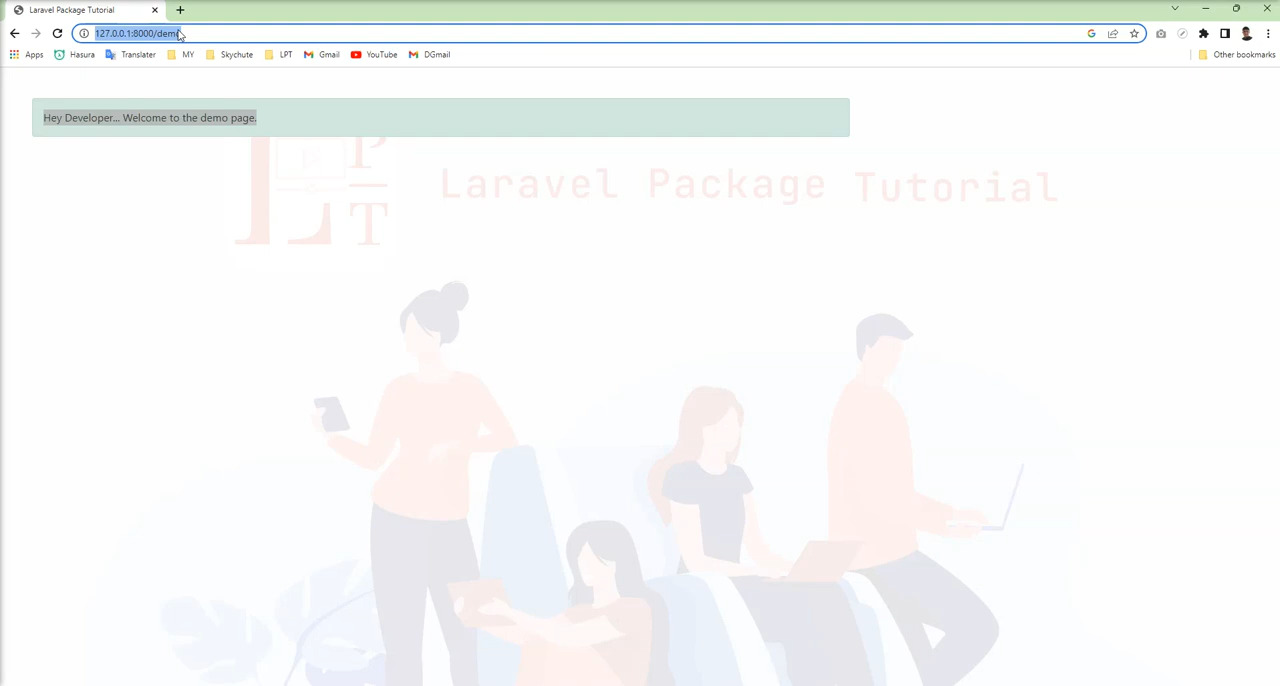 Laravel Package Tutorial
127.0.0.1:8000/demo
Apps Hasura Translater MY Skychute LPT Gmail YouTube DGmail Other bookmarks
Hey Developer... Welcome to the demo page.
L P T
Laravel Package Tutorial